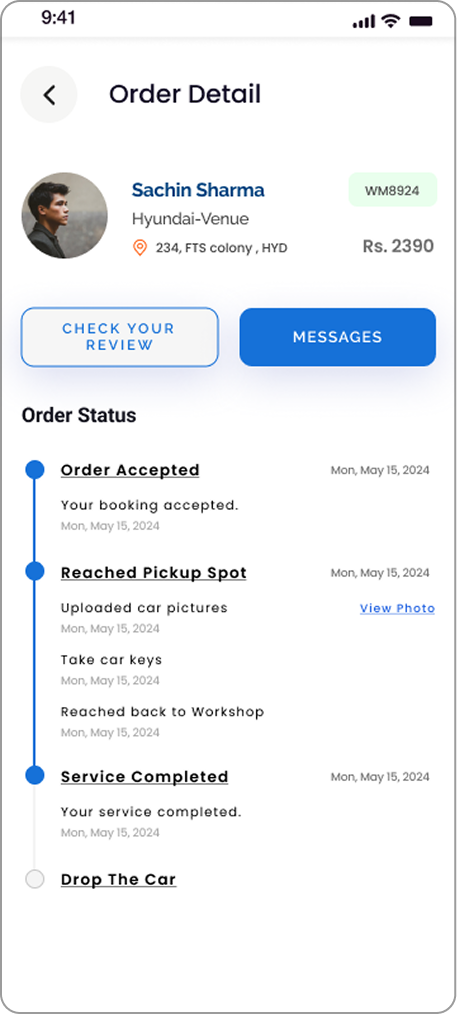 9:41
Order Detail
Sachin Sharma
WM8924
Hyundai-Venue
234, FTS colony , HYD
Rs. 2390
CHECK YOUR
REVIEW
MESSAGES
Order Status
Order Accepted
Mon, May 15, 2024
Your booking accepted.
Mon, May 15, 2024
Reached Pickup Spot
Mon, May 15, 2024
Uploaded car pictures
View Photo
Mon, May 15, 2024
Take car keys
Mon, May 15, 2024
Reached back to Workshop
Mon, May 15, 2024
Service Completed
Mon, May 15, 2024
Your service completed.
Mon, May 15, 2024
Drop The Car